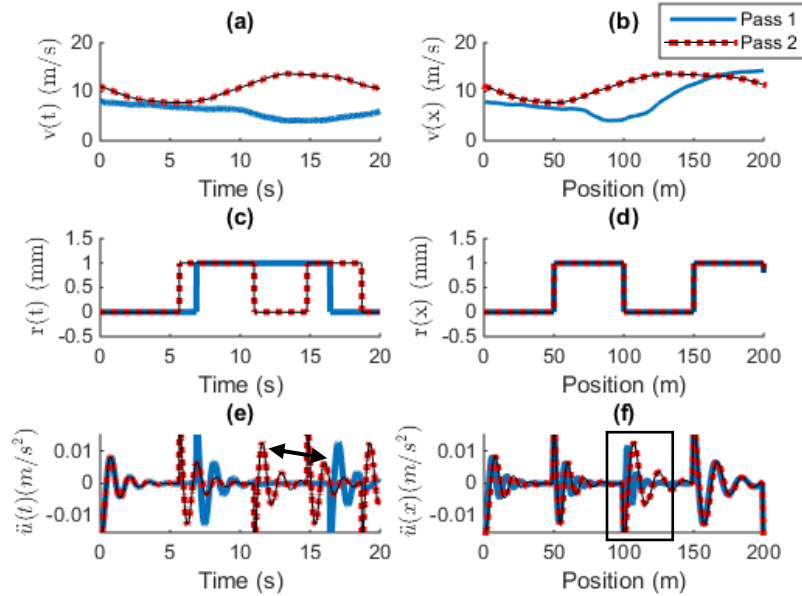 (a)
(b)
Pass 1
Pass 2
v(t) (m/s)
20
10
0
0 5 10 15 20
Time (s)
v(x) (m/s)
20
10
0
0 50 100 150 200
Position (m)
(c)
(d)
r(t) (mm)
1.5
1
0.5
0
-0.5
0 5 10 15 20
Time (s)
r(x) (mm)
1.5
1
0.5
0
-0.5
0 50 100 150 200
Position (m)
(e)
(f)
ü(t)(m/s²)
0.01
0
-0.01
0 5 10 15 20
Time (s)
ü(x)(m/s²)
0.01
0
-0.01
0 50 100 150 200
Position (m)